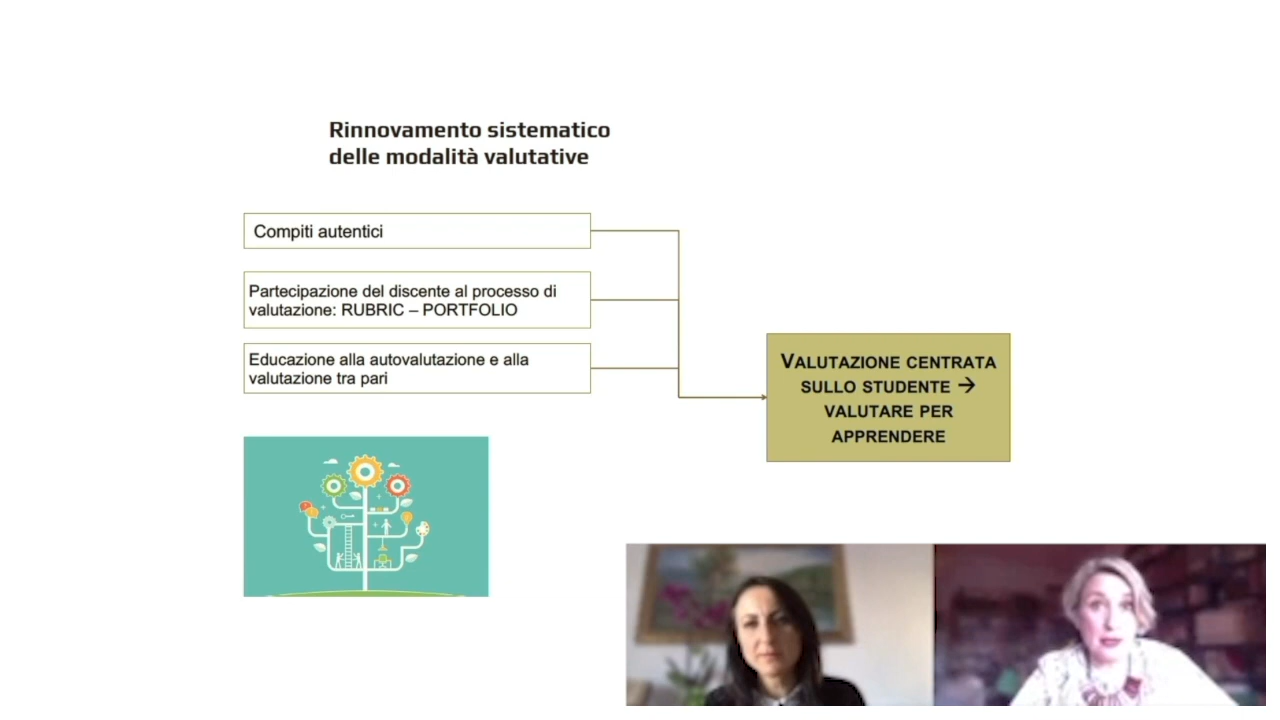 Rinnovamento sistematico
delle modalità valutative
Compiti autentici
Partecipazione del discente al processo di
valutazione: RUBRIC – PORTFOLIO
Educazione alla autovalutazione e alla
valutazione tra pari
VALUTAZIONE CENTRATA
SULLO STUDENTE →
VALUTARE PER
APPRENDERE